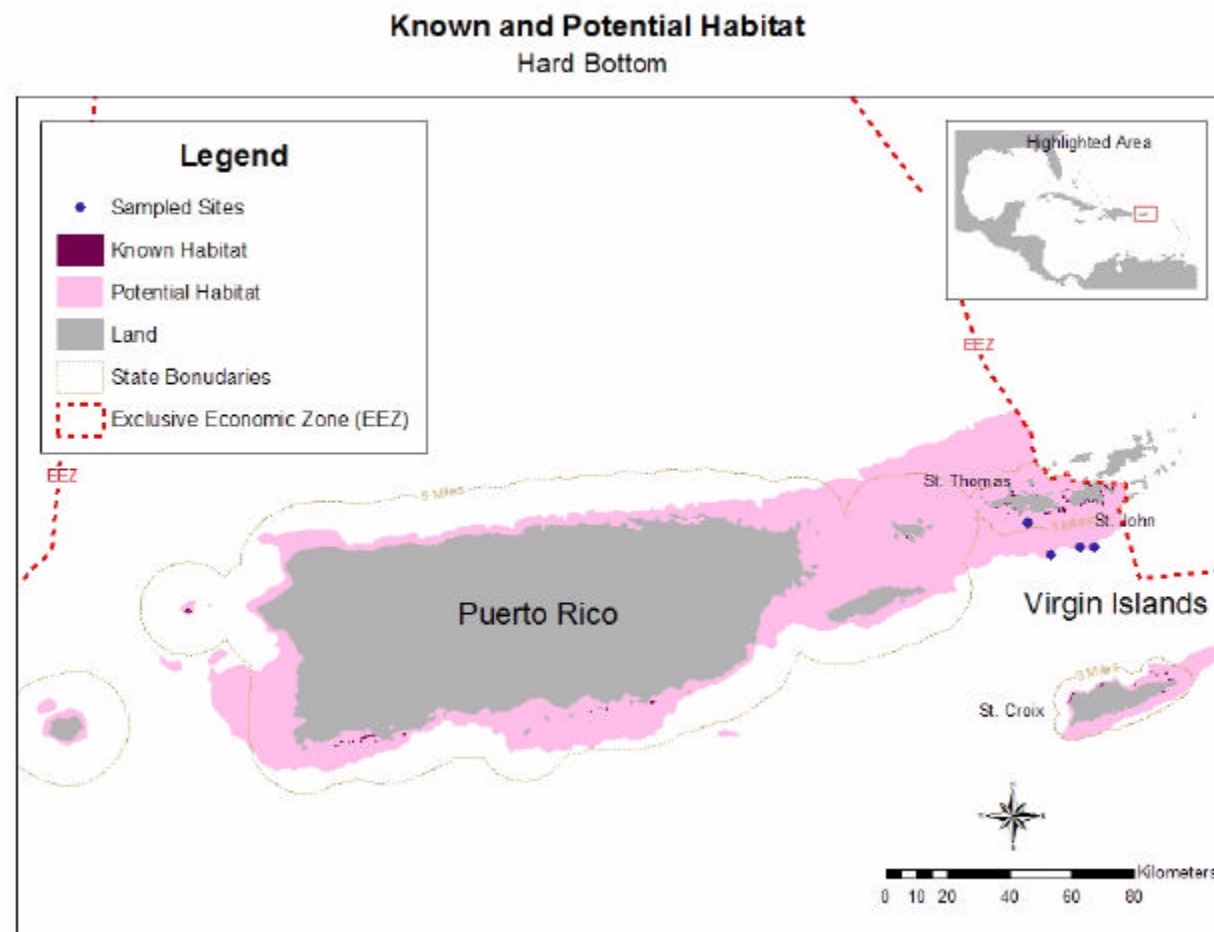 Known and Potential Habitat
Hard Bottom
Legend
Sampled Sites
Known Habitat
Potential Habitat
Land
State Bonudaries
Exclusive Economic Zone (EEZ)
Highlighted Area
EEZ
EEZ
St. Thomas
St. John
Puerto Rico
Virgin Islands
St. Croix
3 Miles
Kilometers
0 10 20 40 60 80